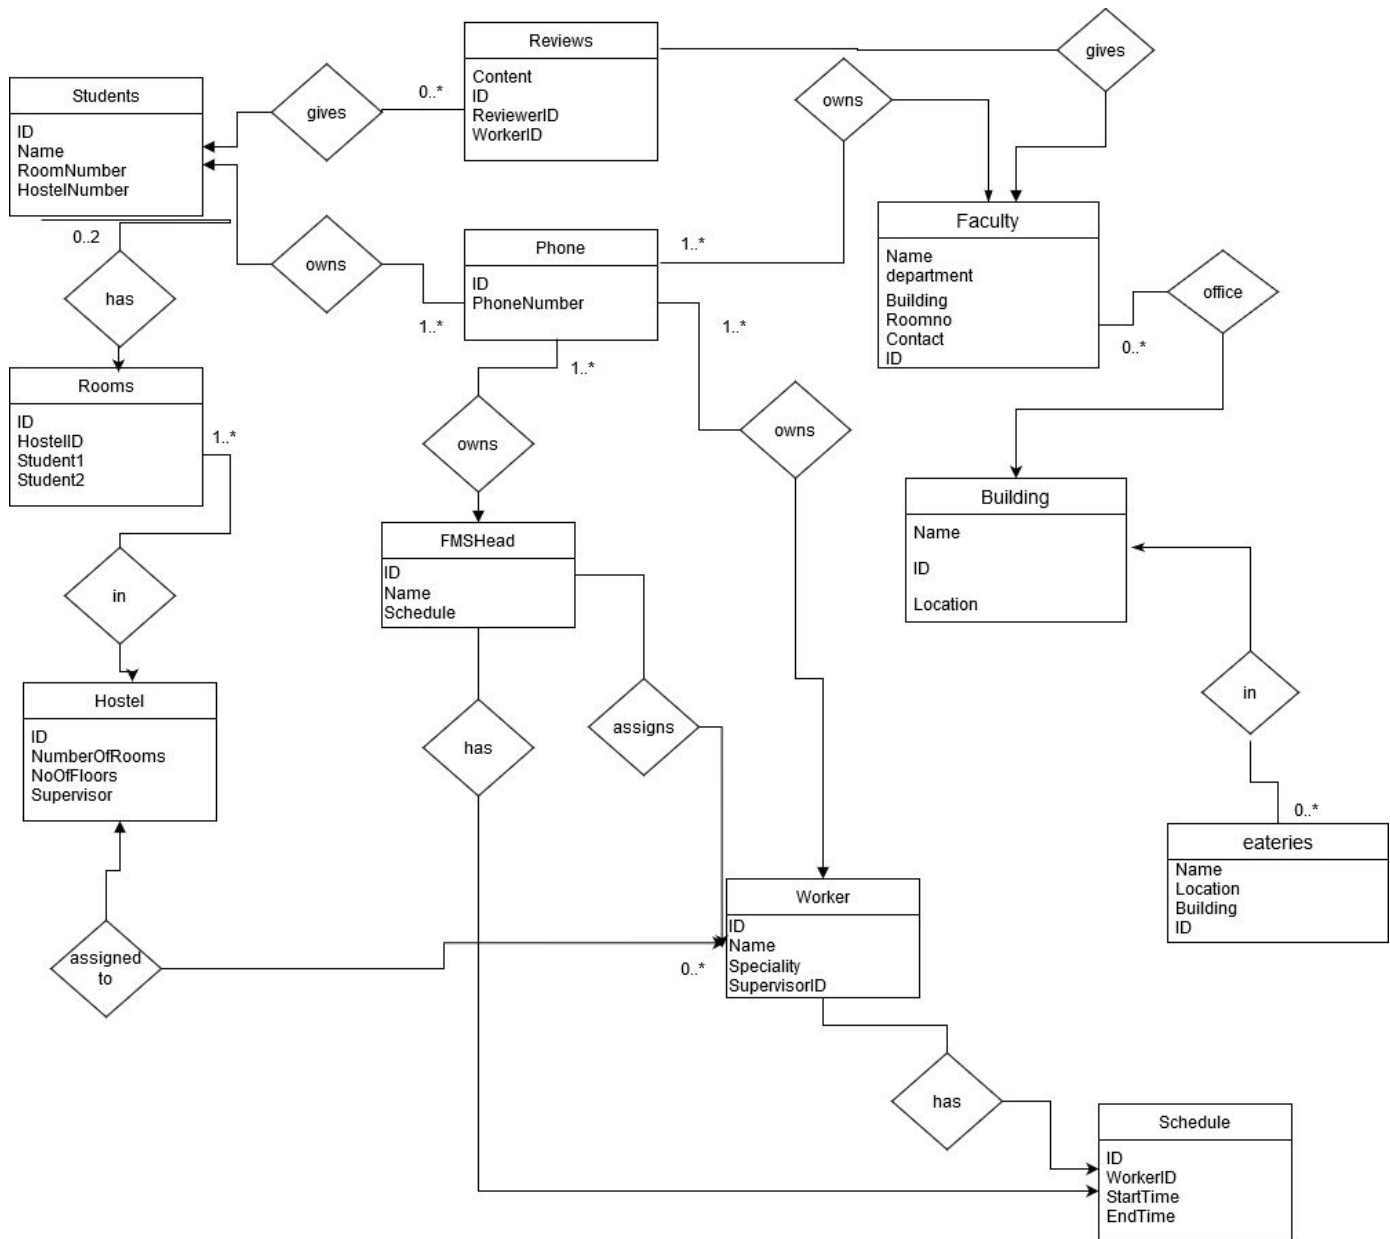 Reviews
Content
ID
ReviewerID
WorkerID
gives
Students
ID
Name
RoomNumber
HostelNumber
gives
0..*
owns
Faculty
Name
department
Building
Roomno
Contact
ID
0..2
has
owns
1..*
Phone
ID
PhoneNumber
1..*
1..*
1..*
office
0..*
Rooms
ID
HostelID
Student1
Student2
1..*
owns
owns
Building
Name
ID
Location
in
FMSHead
ID
Name
Schedule
Hostel
ID
NumberOfRooms
NoOfFloors
Supervisor
has
assigns
in
0..*
eateries
Name
Location
Building
ID
assigned
to
0..*
Worker
ID
Name
Speciality
SupervisorID
has
Schedule
ID
WorkerID
StartTime
EndTime